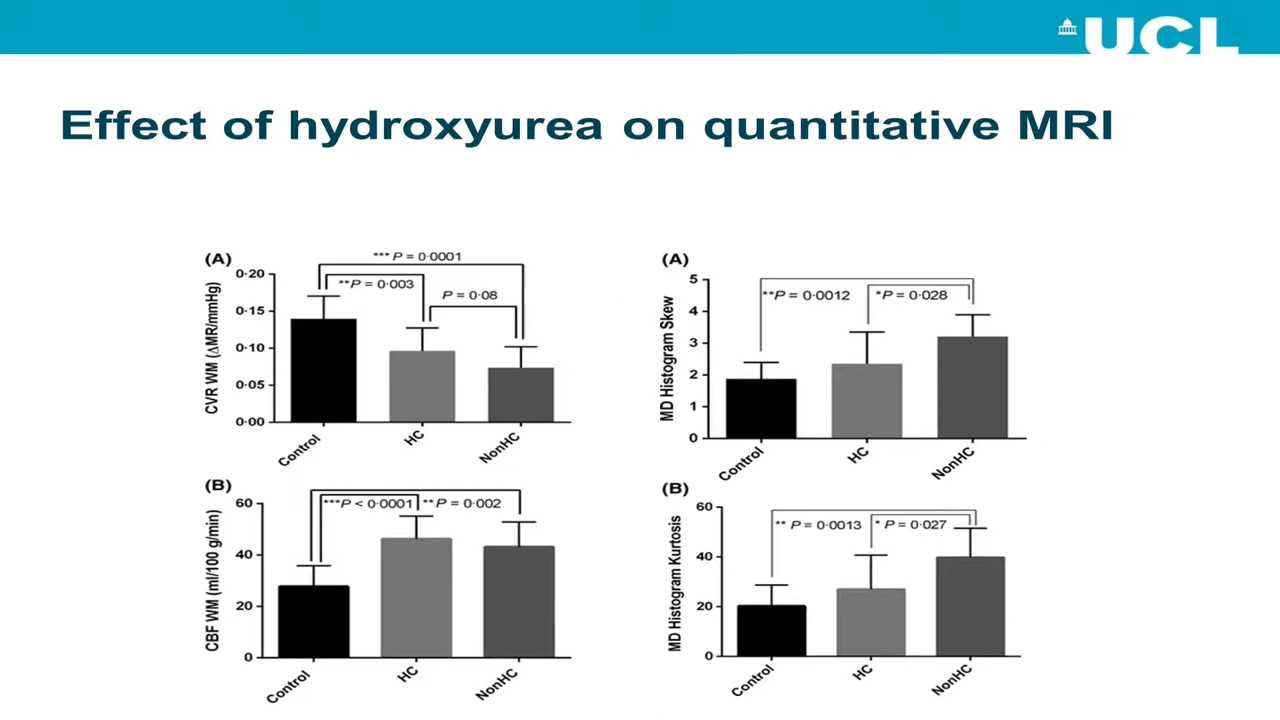 UCL
Effect of hydroxyurea on quantitative MRI
(A)
*** P = 0·0001
**P = 0·003
P = 0·08
CVR WM (ΔMR/mmHg)
0·20
0·15
0·10
0·05
0·00
Control
HC
NonHC
(B)
***P < 0·0001
**P = 0·002
CBF WM (ml/100 g/min)
60
40
20
0
Control
HC
NonHC
(A)
**P = 0·0012
*P = 0·028
MD Histogram Skew
5
4
3
2
1
0
Control
HC
NonHC
(B)
** P = 0·0013
* P = 0·027
MD Histogram Kurtosis
60
40
20
0
Control
HC
NonHC